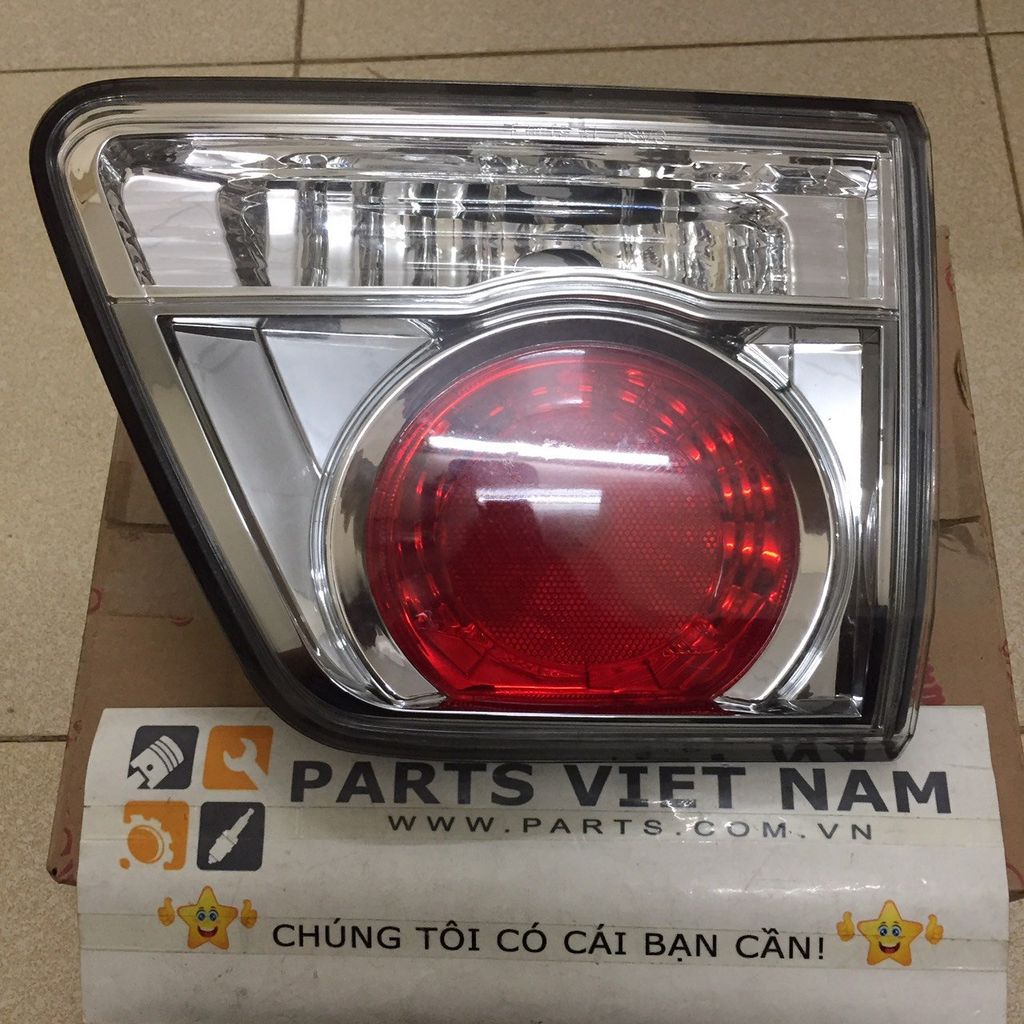 PARTS VIET NAM
WWW.PARTS.COM.VN
CHÚNG TÔI CÓ CÁI BẠN CẦN!